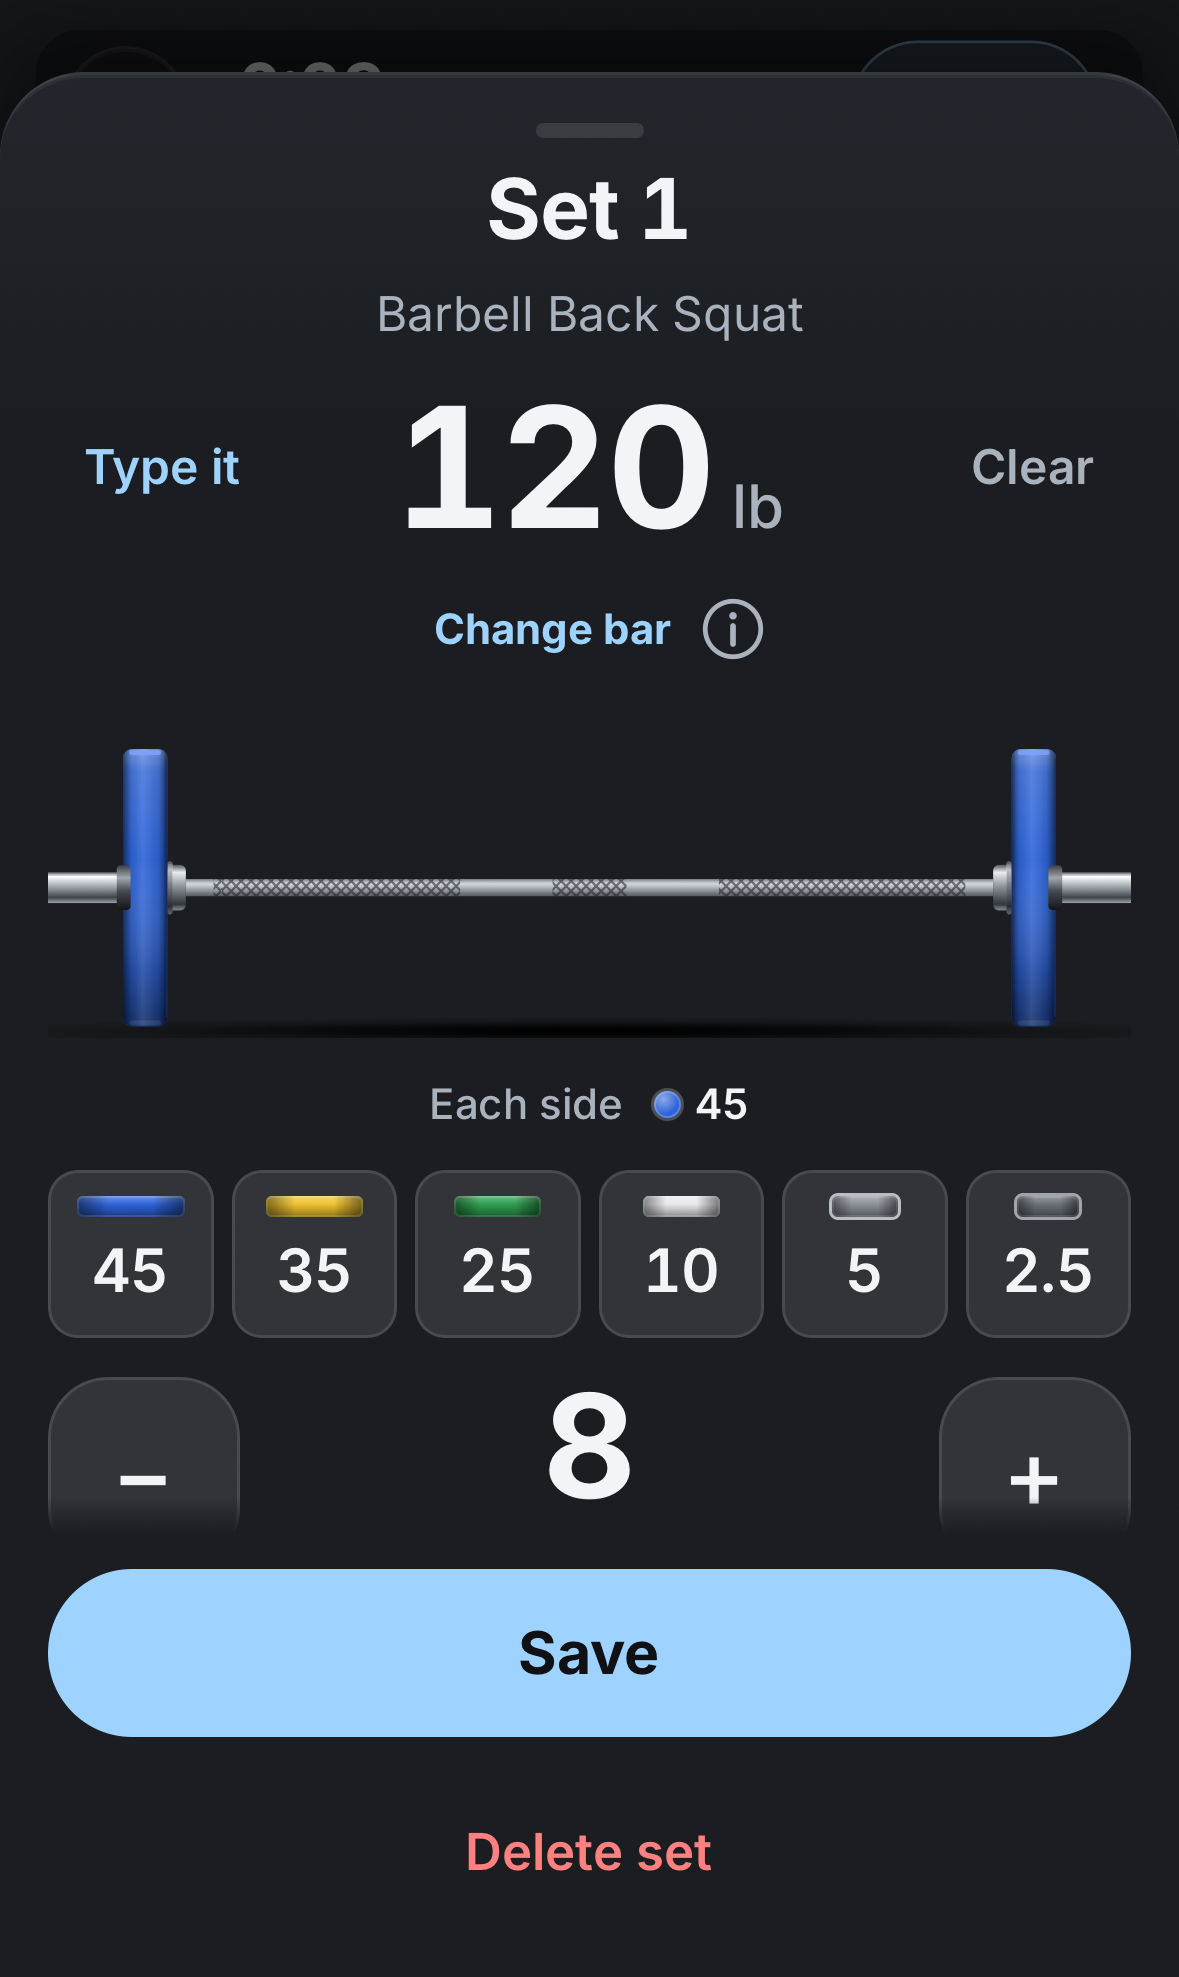 Set 1
Barbell Back Squat
Type it
120 lb
Clear
Change bar
Each side 45
45
35
25
10
5
2.5
−
8
+
Save
Delete set